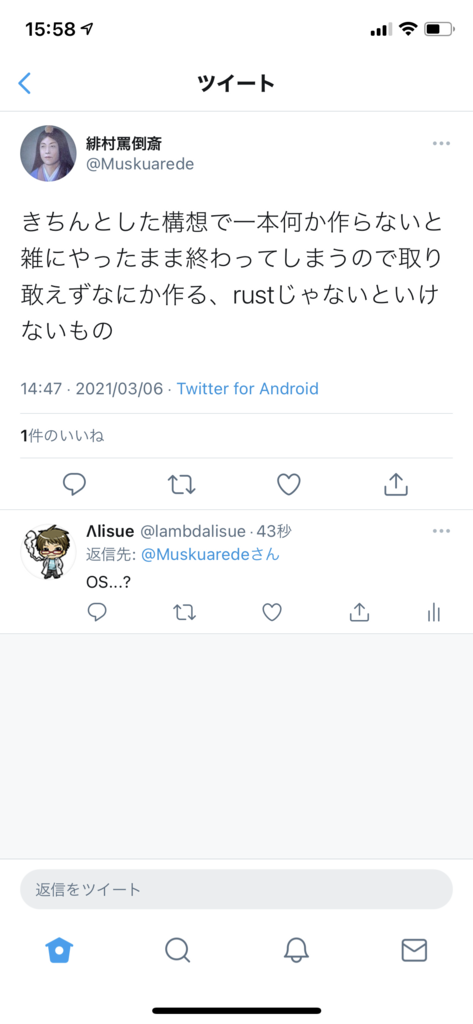 15:58
ツイート
緋村罵倒斎
@Muskuarede
きちんとした構想で一本何か作らないと
雑にやったまま終わってしまうので取り
敢えずなにか作る、rustじゃないといけ
ないもの
14:47 · 2021/03/06 · Twitter for Android
1件のいいね
Λlisue @lambdalisue · 43秒
返信先: @Muskuaredeさん
OS...?
返信をツイート